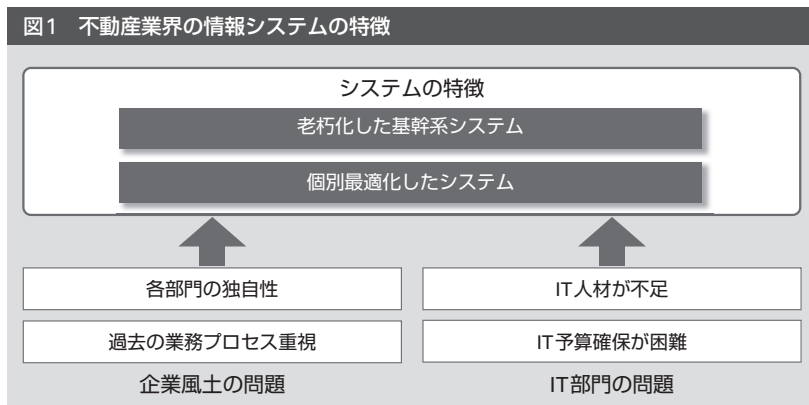 図1　不動産業界の情報システムの特徴
システムの特徴
老朽化した基幹系システム
個別最適化したシステム
各部門の独自性
IT人材が不足
過去の業務プロセス重視
IT予算確保が困難
企業風土の問題
IT部門の問題